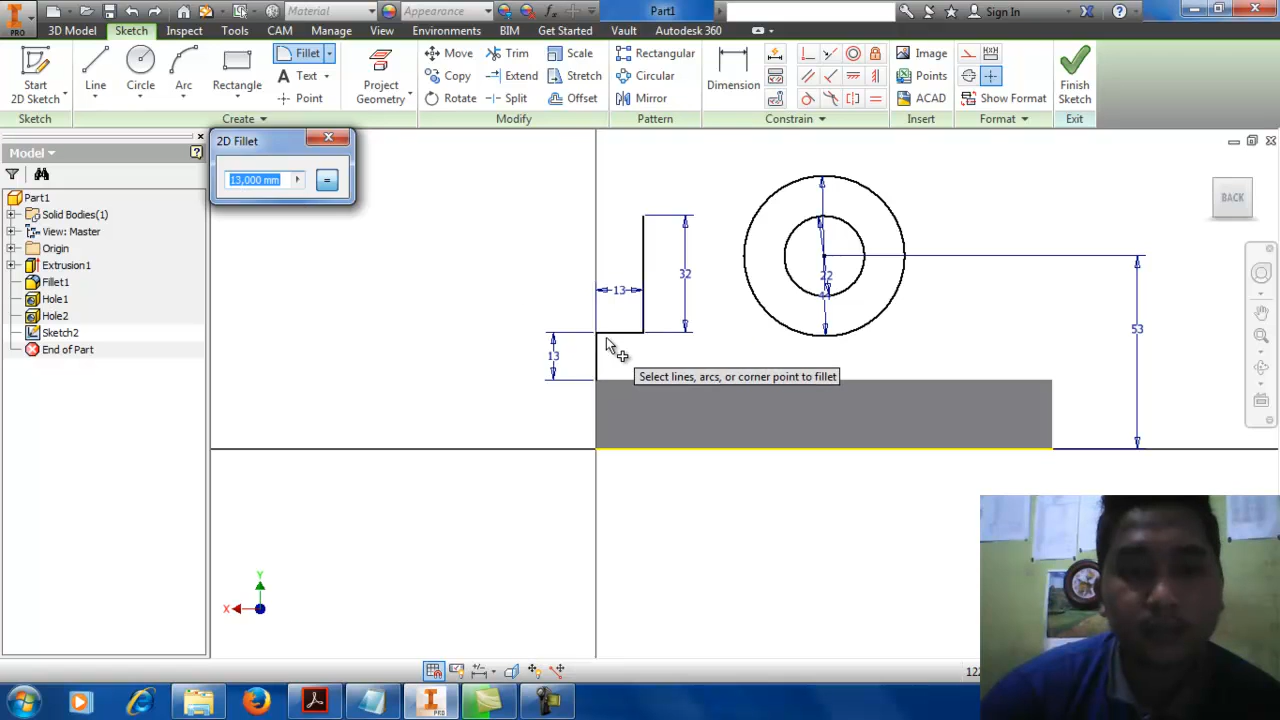 PRO
Material
Appearance
Part1
Sign In
3D Model
Sketch
Inspect
Tools
CAM
Manage
View
Environments
BIM
Get Started
Vault
Autodesk 360
Start
2D Sketch
Line
Circle
Arc
Rectangle
Fillet
Text
Point
Project
Geometry
Move
Copy
Rotate
Trim
Extend
Split
Scale
Stretch
Offset
Rectangular
Circular
Mirror
Dimension
Image
Points
ACAD
Show Format
Finish
Sketch
Sketch
Create
Modify
Pattern
Constrain
Insert
Format
Exit
Model
2D Fillet
13,000 mm
=
Part1
Solid Bodies(1)
View: Master
Origin
Extrusion1
Fillet1
Hole1
Hole2
Sketch2
End of Part
BACK
32
13
13
22
53
Select lines, arcs, or corner point to fillet
Y
X
PRO